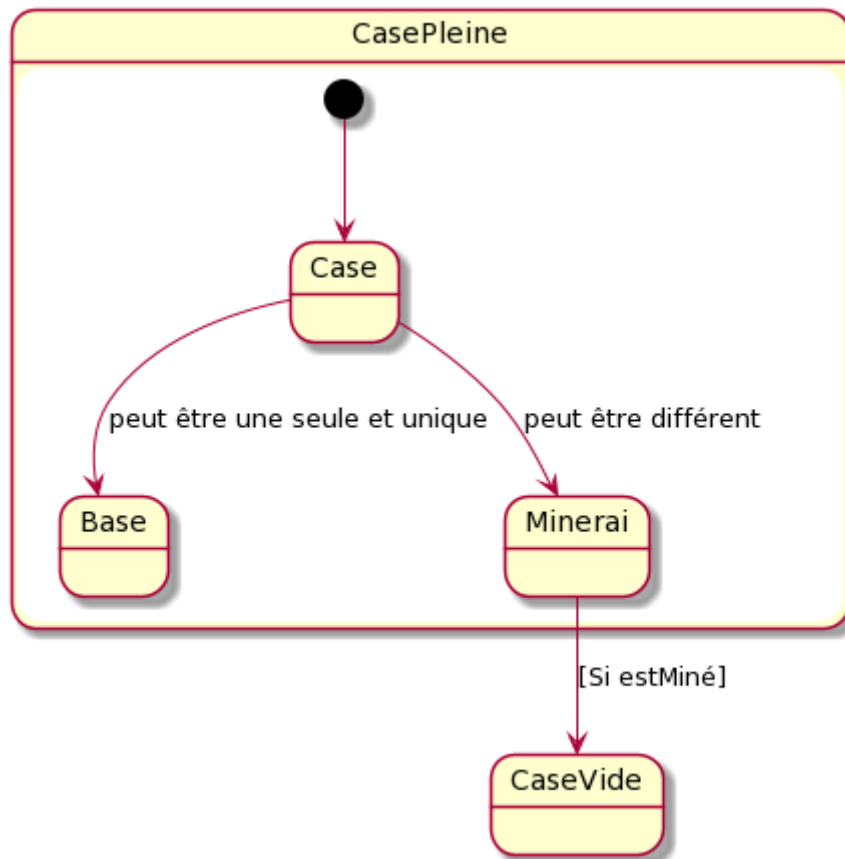 CasePleine
Case
peut être une seule et unique
peut être différent
Base
Minerai
[Si estMiné]
CaseVide